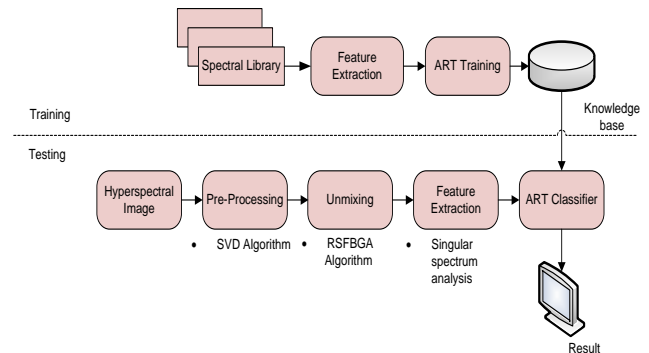 Spectral Library
Feature
Extraction
ART Training
Knowledge
base
Training
Testing
Hyperspectral
Image
Pre-Processing
Unmixing
Feature
Extraction
ART Classifier
• SVD Algorithm
• RSFBGA
Algorithm
• Singular
spectrum
analysis
Result